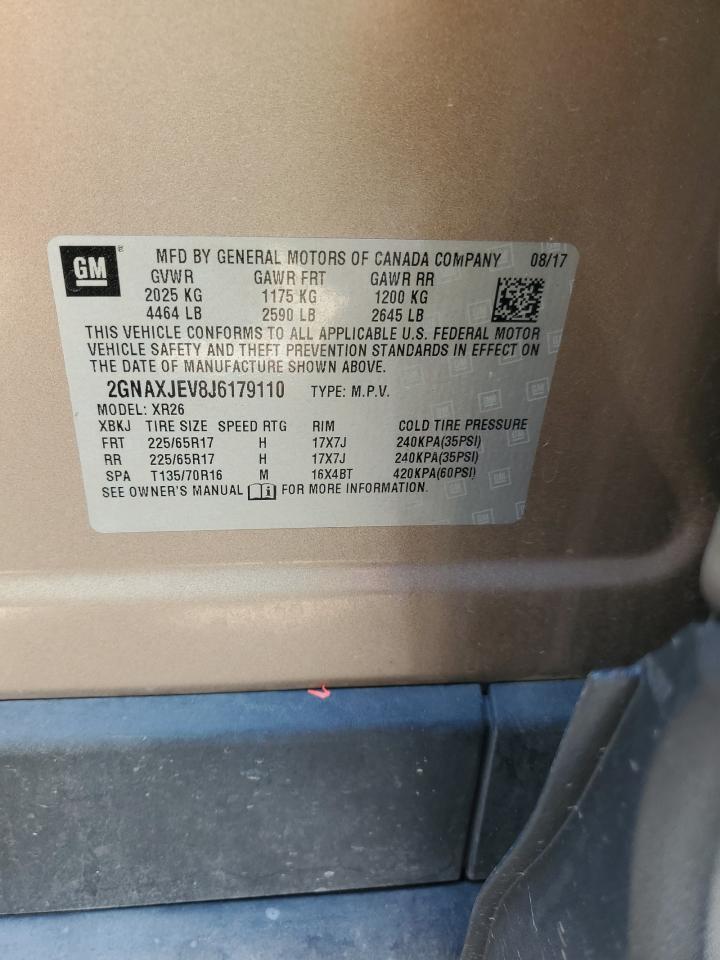 GM ® MFD BY GENERAL MOTORS OF CANADA COMPANY 08/17
GVWR GAWR FRT GAWR RR
2025 KG 1175 KG 1200 KG
4464 LB 2590 LB 2645 LB
THIS VEHICLE CONFORMS TO ALL APPLICABLE U.S. FEDERAL MOTOR
VEHICLE SAFETY AND THEFT PREVENTION STANDARDS IN EFFECT ON
THE DATE OF MANUFACTURE SHOWN ABOVE.
2GNAXJEV8J6179110 TYPE: M.P.V.
MODEL: XR26
XBKJ TIRE SIZE SPEED RTG RIM COLD TIRE PRESSURE
FRT 225/65R17 H 17X7J 240KPA(35PSI)
RR 225/65R17 H 17X7J 240KPA(35PSI)
SPA T135/70R16 M 16X4BT 420KPA(60PSI)
SEE OWNER'S MANUAL i FOR MORE INFORMATION.